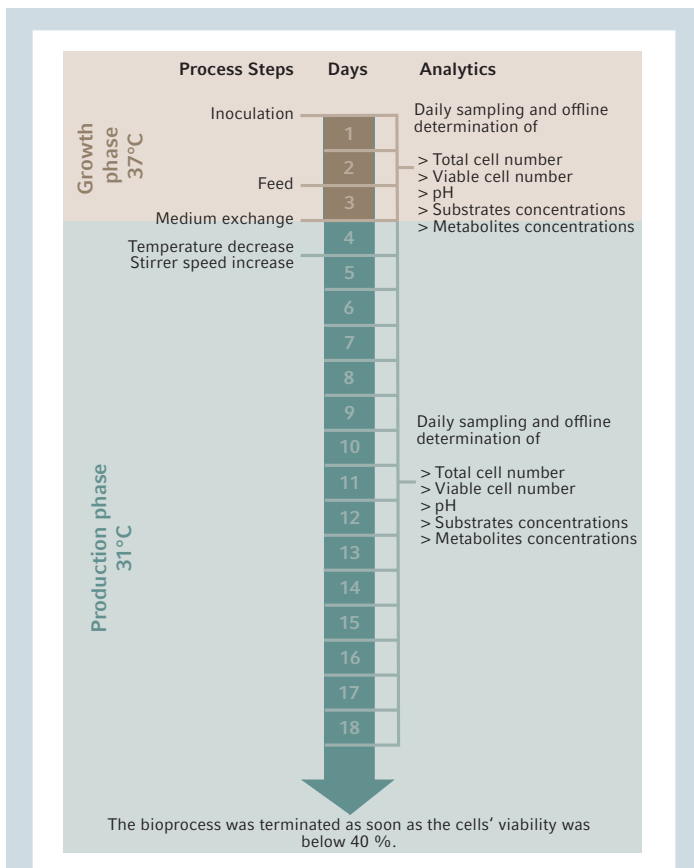 Process Steps Days Analytics
Growth
phase
37°C
Inoculation
Feed
Medium exchange
Temperature decrease
Stirrer speed increase
1
2
3
4
5
6
7
8
9
10
11
12
13
14
15
16
17
18
Daily sampling and offline
determination of
> Total cell number
> Viable cell number
> pH
> Substrates concentrations
> Metabolites concentrations
Production phase
31°C
Daily sampling and offline
determination of
> Total cell number
> Viable cell number
> pH
> Substrates concentrations
> Metabolites concentrations
The bioprocess was terminated as soon as the cells‘ viability was
below 40 %.